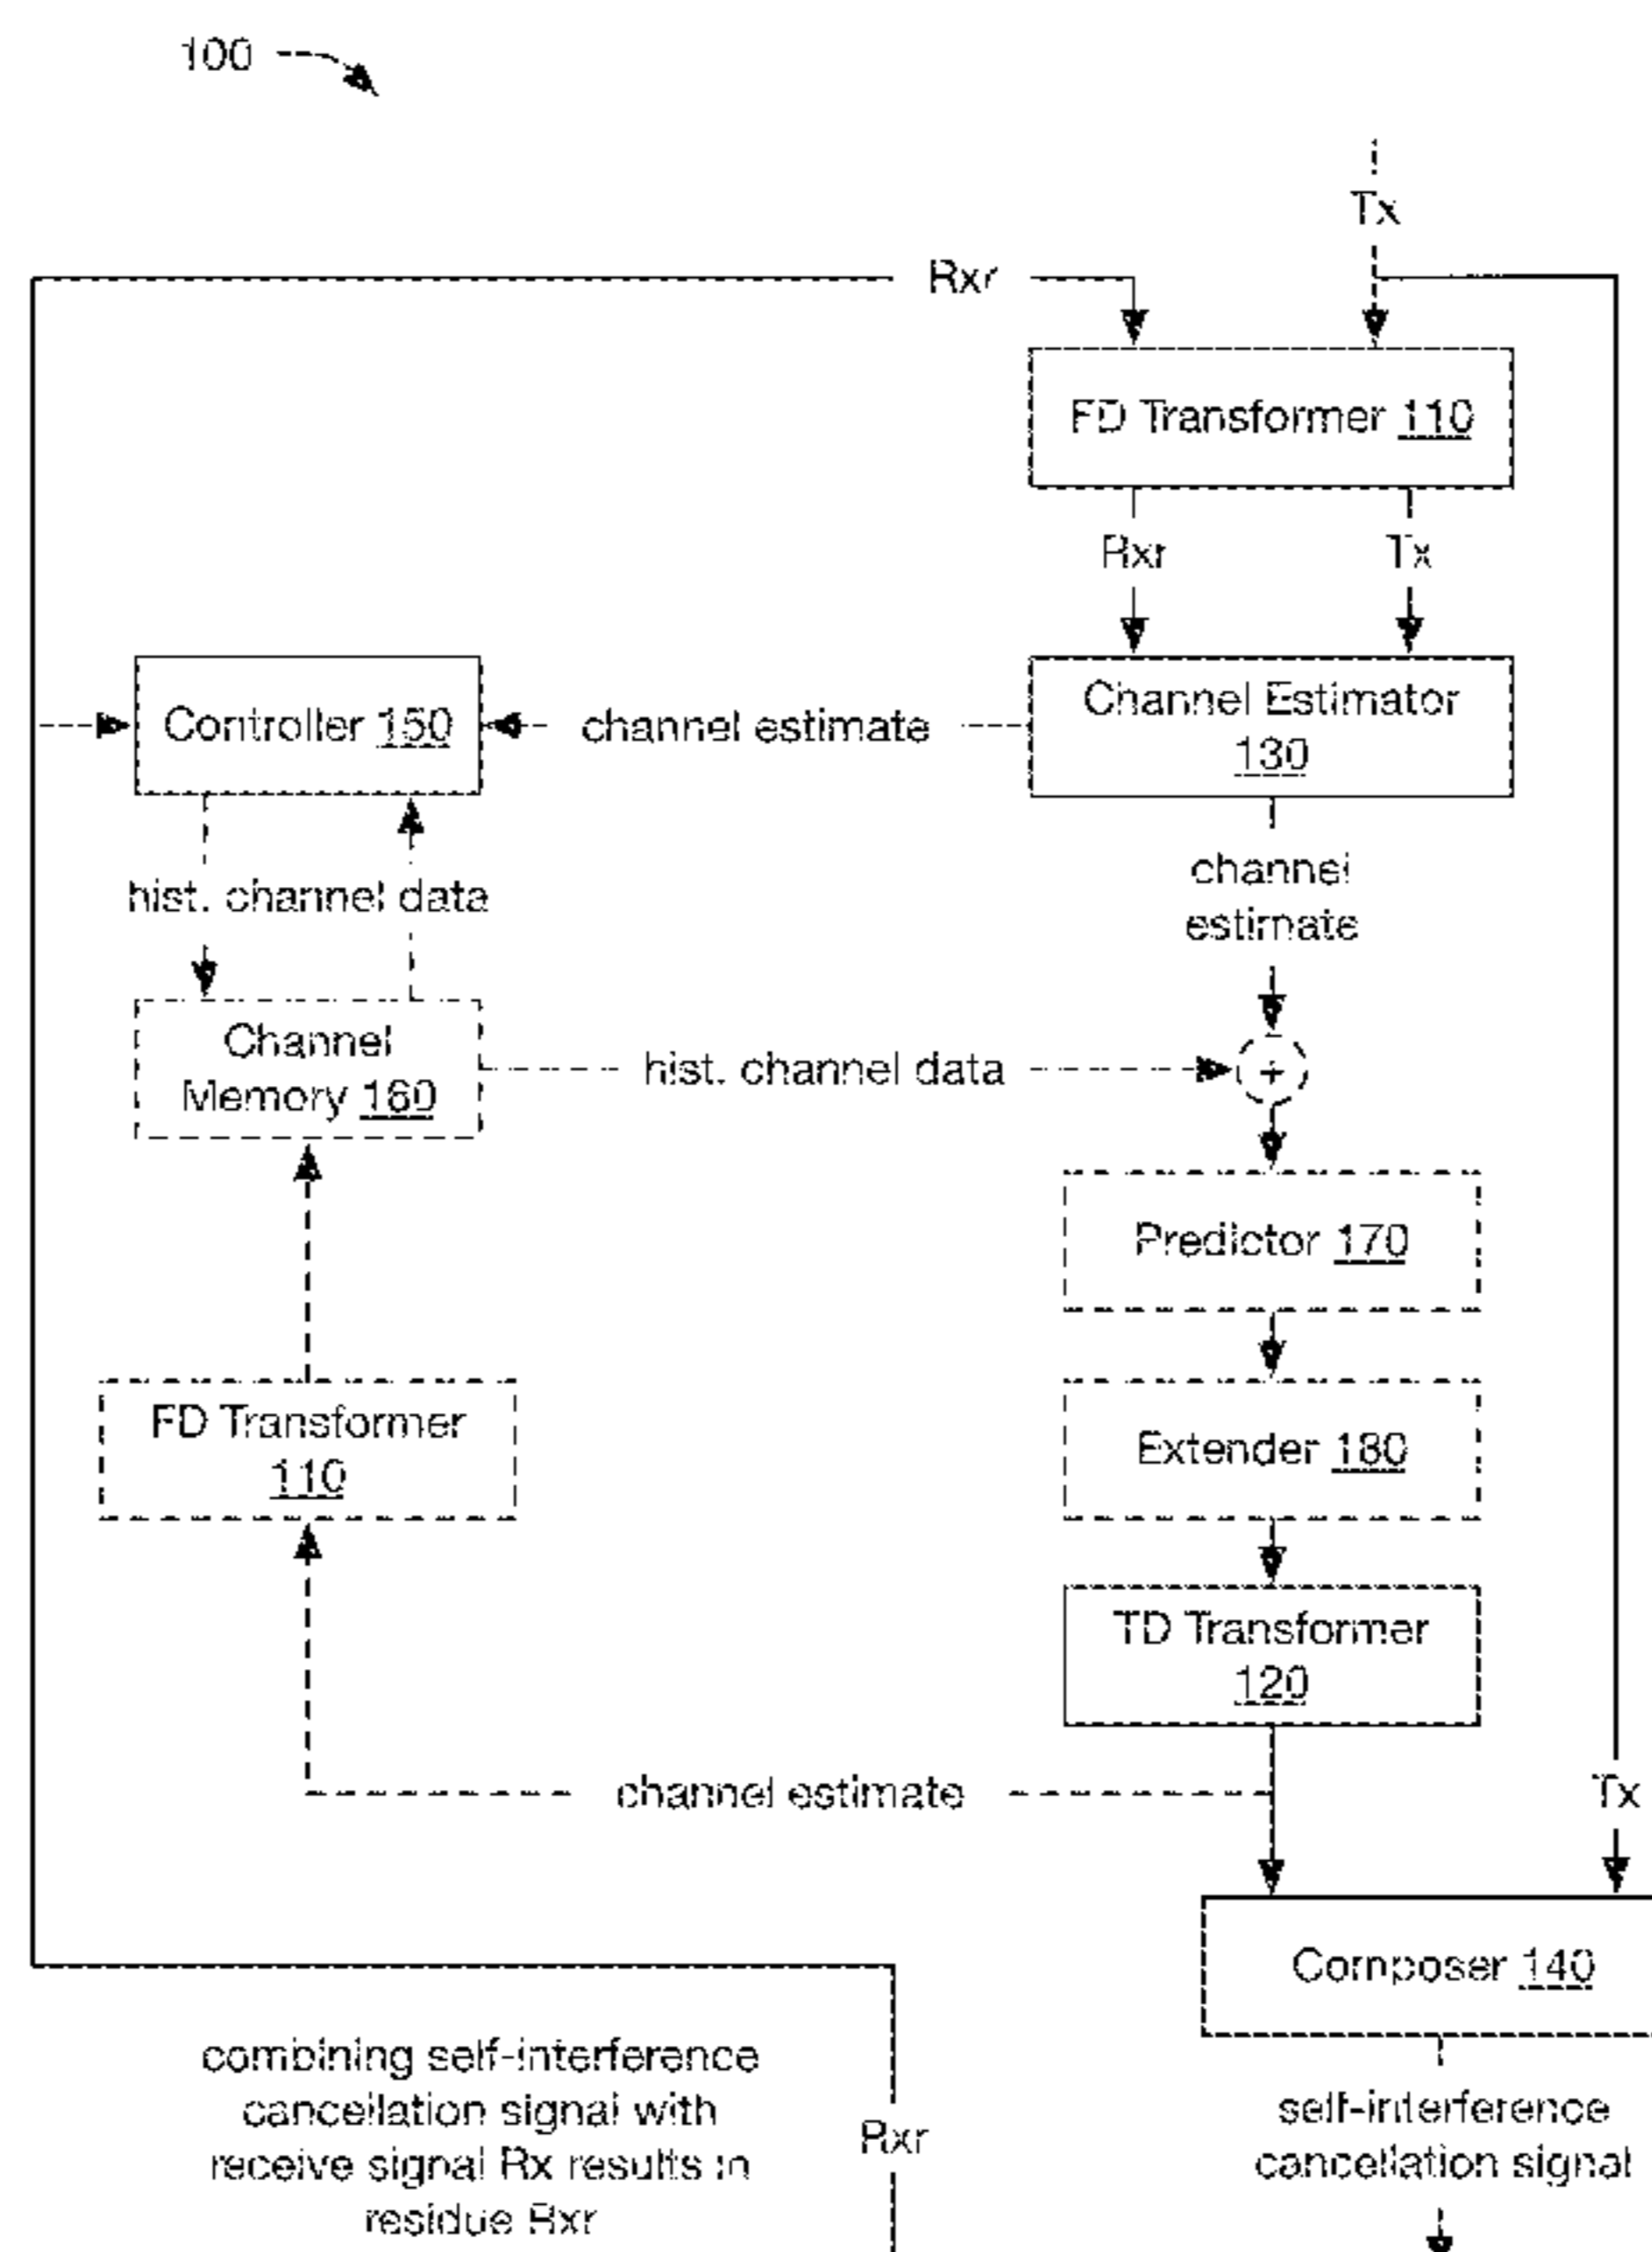 100
Tx
Rxr
FD Transformer 110
Rxr
Tx
Controller 150
channel estimate
Channel Estimator
130
hist. channel data
channel
estimate
Channel
Memory 160
hist. channel data
+
Predictor 170
FD Transformer
110
Extender 180
TD Transformer
120
channel estimate
Tx
Composer 140
combining self-interference
cancellation signal with
receive signal Rx results in
residue Rxr
Rxr
self-interference
cancellation signal